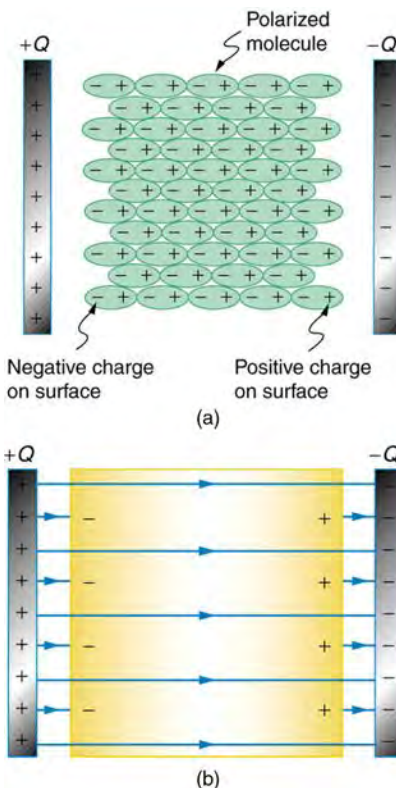 Polarized
molecule
+Q
−Q
Negative charge
on surface
Positive charge
on surface
(a)
+Q
−Q
(b)